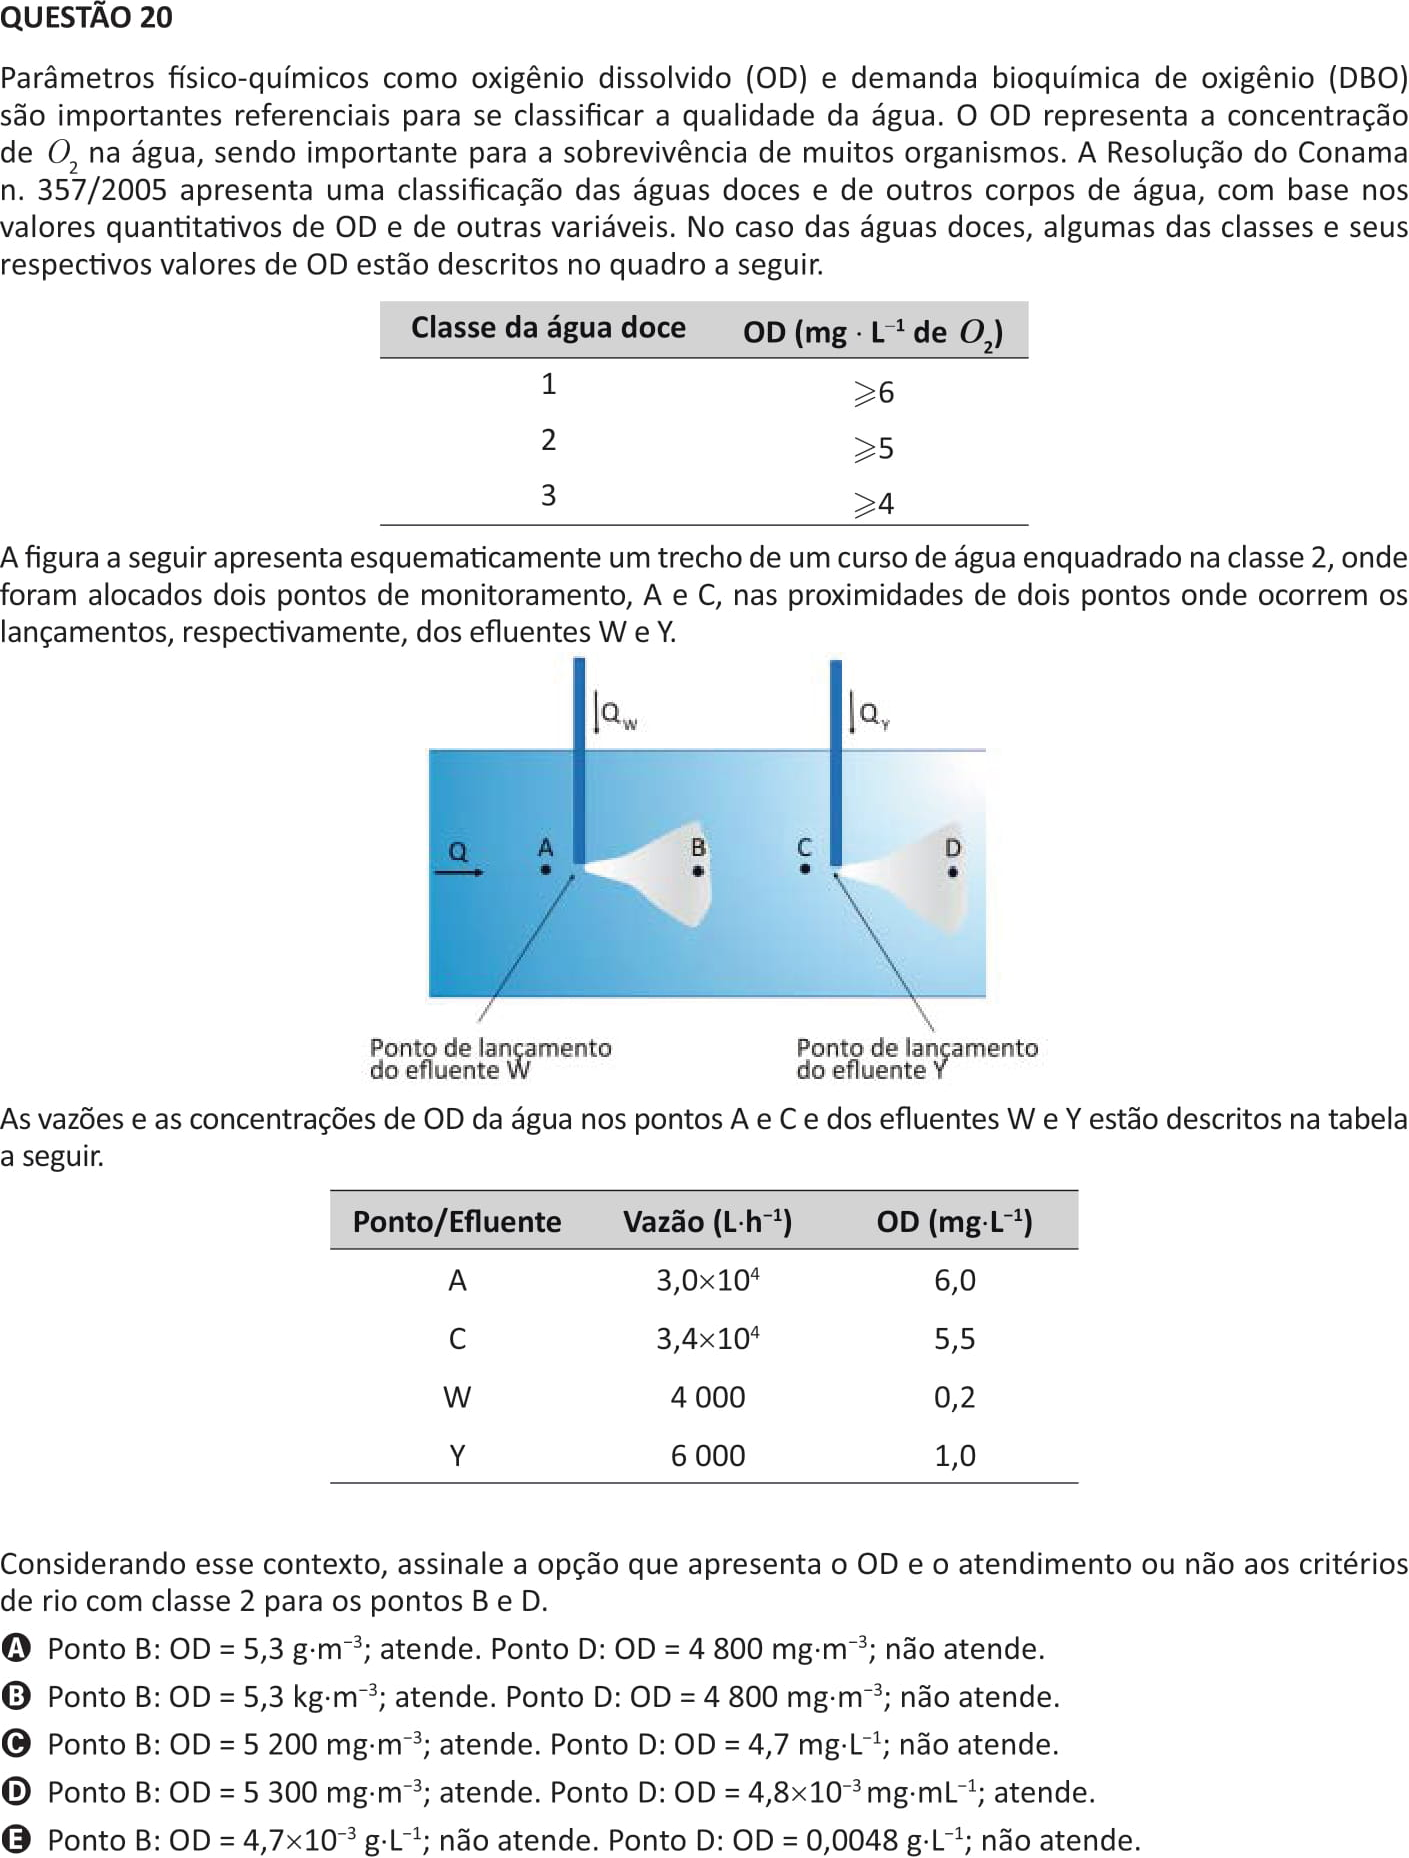 QUESTÃO 20
Parâmetros físico-químicos como oxigênio dissolvido (OD) e demanda bioquímica de oxigênio (DBO)
são importantes referenciais para se classificar a qualidade da água. O OD representa a concentração
de O₂ na água, sendo importante para a sobrevivência de muitos organismos. A Resolução do Conama
n. 357/2005 apresenta uma classificação das águas doces e de outros corpos de água, com base nos
valores quantitativos de OD e de outras variáveis. No caso das águas doces, algumas das classes e seus
respectivos valores de OD estão descritos no quadro a seguir.
Classe da água doce OD (mg · L⁻¹ de O₂)
1 ⩾6
2 ⩾5
3 ⩾4
A figura a seguir apresenta esquematicamente um trecho de um curso de água enquadrado na classe 2, onde
foram alocados dois pontos de monitoramento, A e C, nas proximidades de dois pontos onde ocorrem os
lançamentos, respectivamente, dos efluentes W e Y.
Q_W Q_Y
Q A B C D
Ponto de lançamento Ponto de lançamento
do efluente W do efluente Y
As vazões e as concentrações de OD da água nos pontos A e C e dos efluentes W e Y estão descritos na tabela
a seguir.
Ponto/Efluente Vazão (L·h⁻¹) OD (mg·L⁻¹)
A 3,0×10⁴ 6,0
C 3,4×10⁴ 5,5
W 4 000 0,2
Y 6 000 1,0
Considerando esse contexto, assinale a opção que apresenta o OD e o atendimento ou não aos critérios
de rio com classe 2 para os pontos B e D.
A Ponto B: OD = 5,3 g·m⁻³; atende. Ponto D: OD = 4 800 mg·m⁻³; não atende.
B Ponto B: OD = 5,3 kg·m⁻³; atende. Ponto D: OD = 4 800 mg·m⁻³; não atende.
C Ponto B: OD = 5 200 mg·m⁻³; atende. Ponto D: OD = 4,7 mg·L⁻¹; não atende.
D Ponto B: OD = 5 300 mg·m⁻³; atende. Ponto D: OD = 4,8×10⁻³ mg·mL⁻¹; atende.
E Ponto B: OD = 4,7×10⁻³ g·L⁻¹; não atende. Ponto D: OD = 0,0048 g·L⁻¹; não atende.